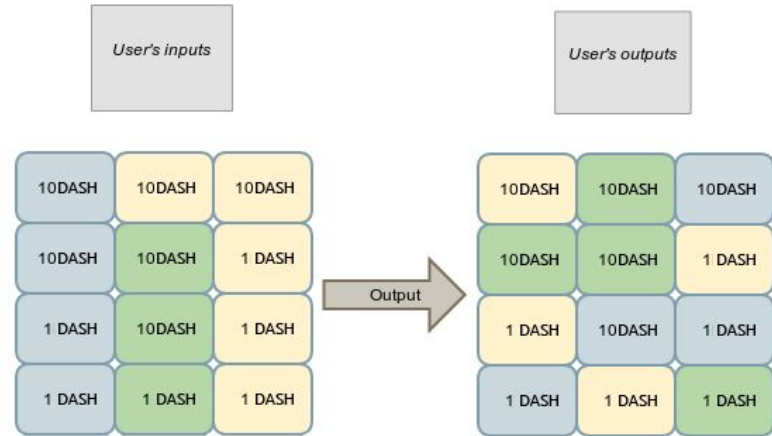 User's inputs
User's outputs
10DASH 10DASH 10DASH
10DASH 10DASH 1 DASH
1 DASH 10DASH 1 DASH
1 DASH 1 DASH 1 DASH
Output
10DASH 10DASH 10DASH
10DASH 10DASH 1 DASH
1 DASH 10DASH 1 DASH
1 DASH 1 DASH 1 DASH